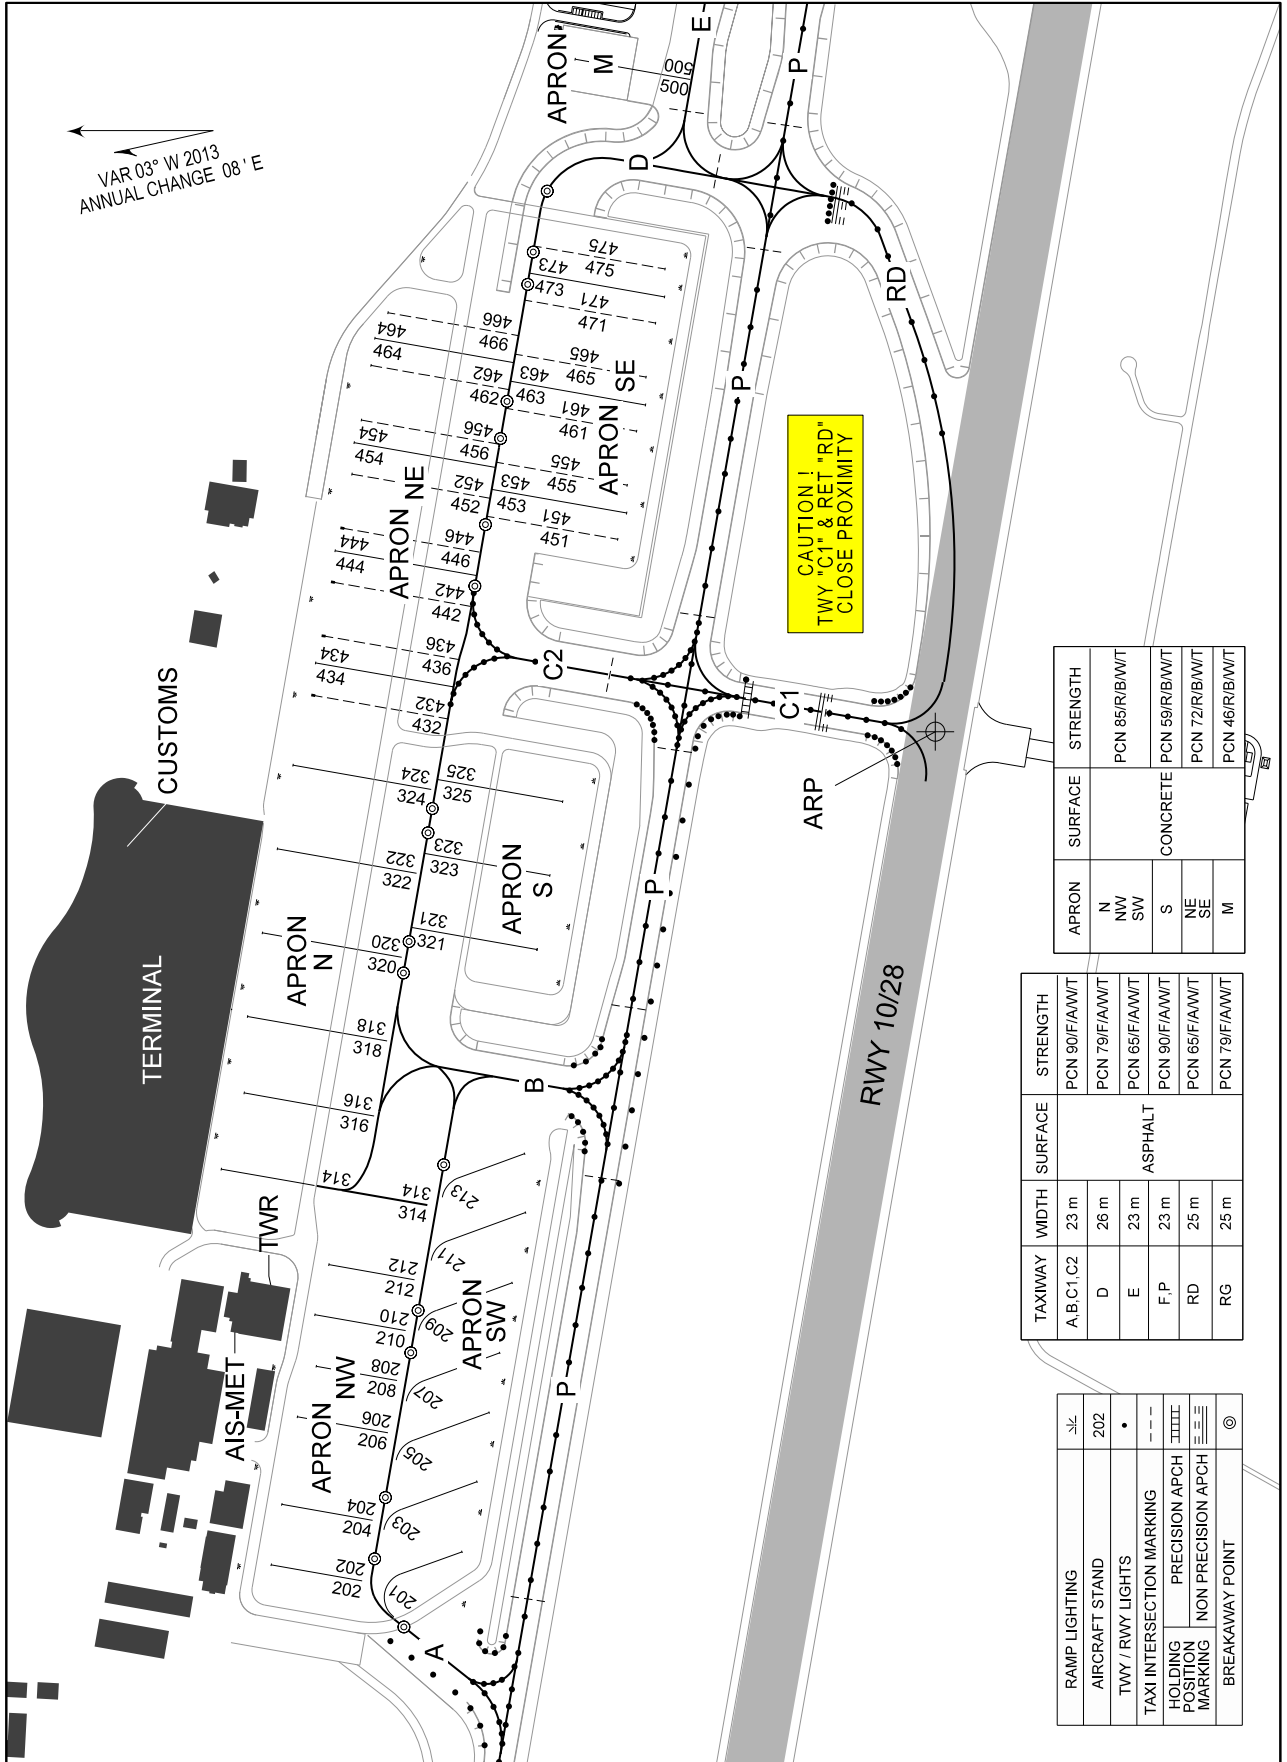 VAR 03° W 2013
ANNUAL CHANGE 08 ' E
APRON
M
E
P
500
500
D
RD
475
475
473
473
471
471
466
466
464
464
465
465
462
462
463
463
461
461
APRON SE
456
456
454
454
455
455
452
452
453
453
451
451
APRON NE
446
446
444
444
442
442
436
436
434
434
432
432
P
CAUTION !
TWY "C1" & RET "RD"
CLOSE PROXIMITY
C2
C1
ARP
CUSTOMS
TERMINAL
324
324
325
325
322
322
323
323
321
321
320
320
318
318
316
316
314
314
314
APRON
N
APRON
S
P
B
RWY 10/28
TWR
AIS-MET
213
212
212
211
210
210
209
208
208
207
206
206
205
204
204
203
202
202
201
APRON
NW
APRON
SW
P
A
APRON SURFACE STRENGTH
N
NW
SW
CONCRETE
PCN 85/R/B/W/T
S PCN 59/R/B/W/T
NE
SE
PCN 72/R/B/W/T
M PCN 46/R/B/W/T
TAXIWAY WIDTH SURFACE STRENGTH
A,B,C1,C2 23 m ASPHALT PCN 90/F/A/W/T
D 26 m PCN 79/F/A/W/T
E 23 m PCN 65/F/A/W/T
F,P 23 m PCN 90/F/A/W/T
RD 25 m PCN 65/F/A/W/T
RG 25 m PCN 79/F/A/W/T
RAMP LIGHTING
AIRCRAFT STAND 202
TWY / RWY LIGHTS
TAXI INTERSECTION MARKING
HOLDING
POSITION
MARKING
PRECISION APCH
NON PRECISION APCH
BREAKAWAY POINT